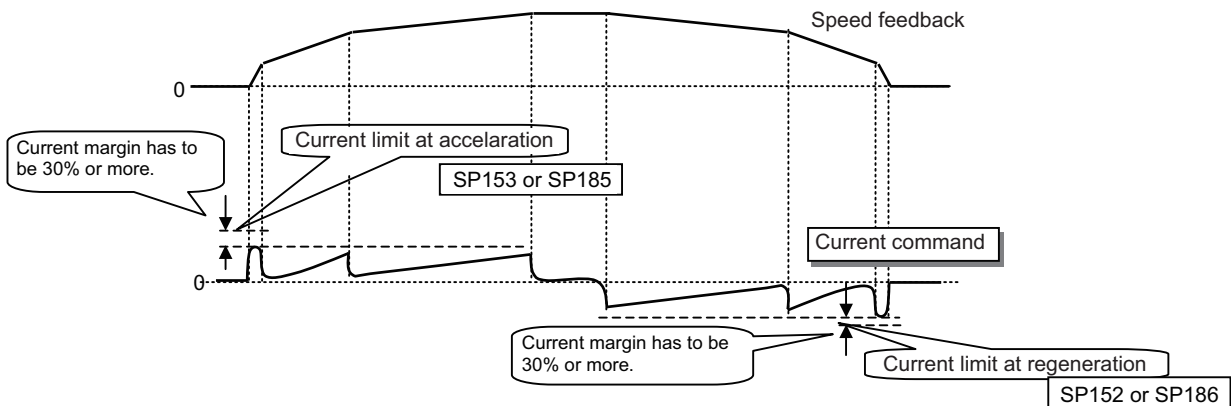 Speed feedback
0
Current margin has to
be 30% or more.
Current limit at accelaration
SP153 or SP185
Current command
0
Current margin has to be
30% or more.
Current limit at regeneration
SP152 or SP186